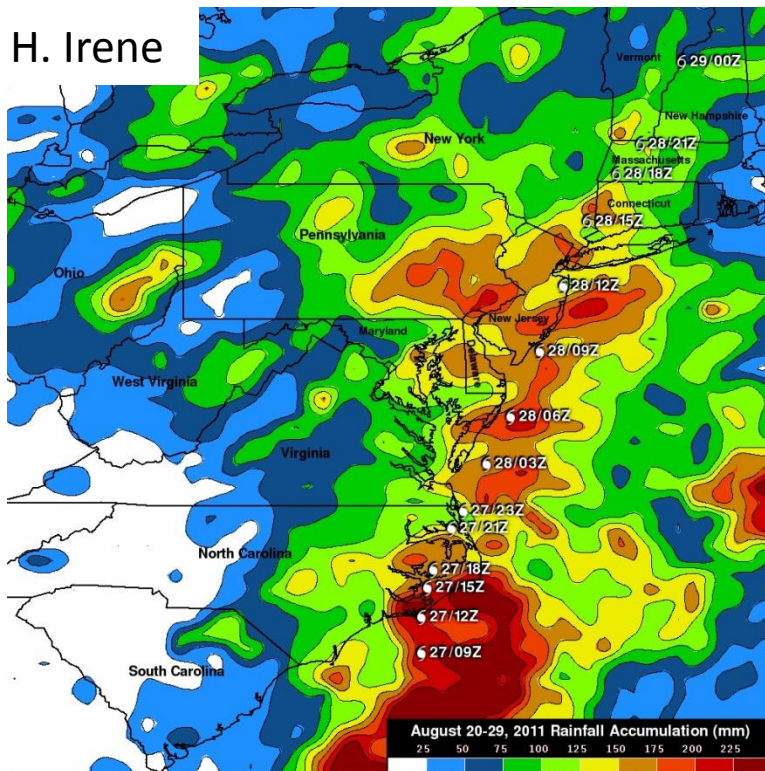 H. Irene
Vermont
29/00Z
New Hampshire
New York
28/21Z
Massachusetts
28/18Z
Connecticut
28/15Z
Pennsylvania
Ohio
28/12Z
New Jersey
Maryland
Delaware
28/09Z
West Virginia
28/06Z
Virginia
28/03Z
27/23Z
27/21Z
North Carolina
27/18Z
27/15Z
27/12Z
27/09Z
South Carolina
August 20-29, 2011 Rainfall Accumulation (mm)
25 50 75 100 125 150 175 200 225